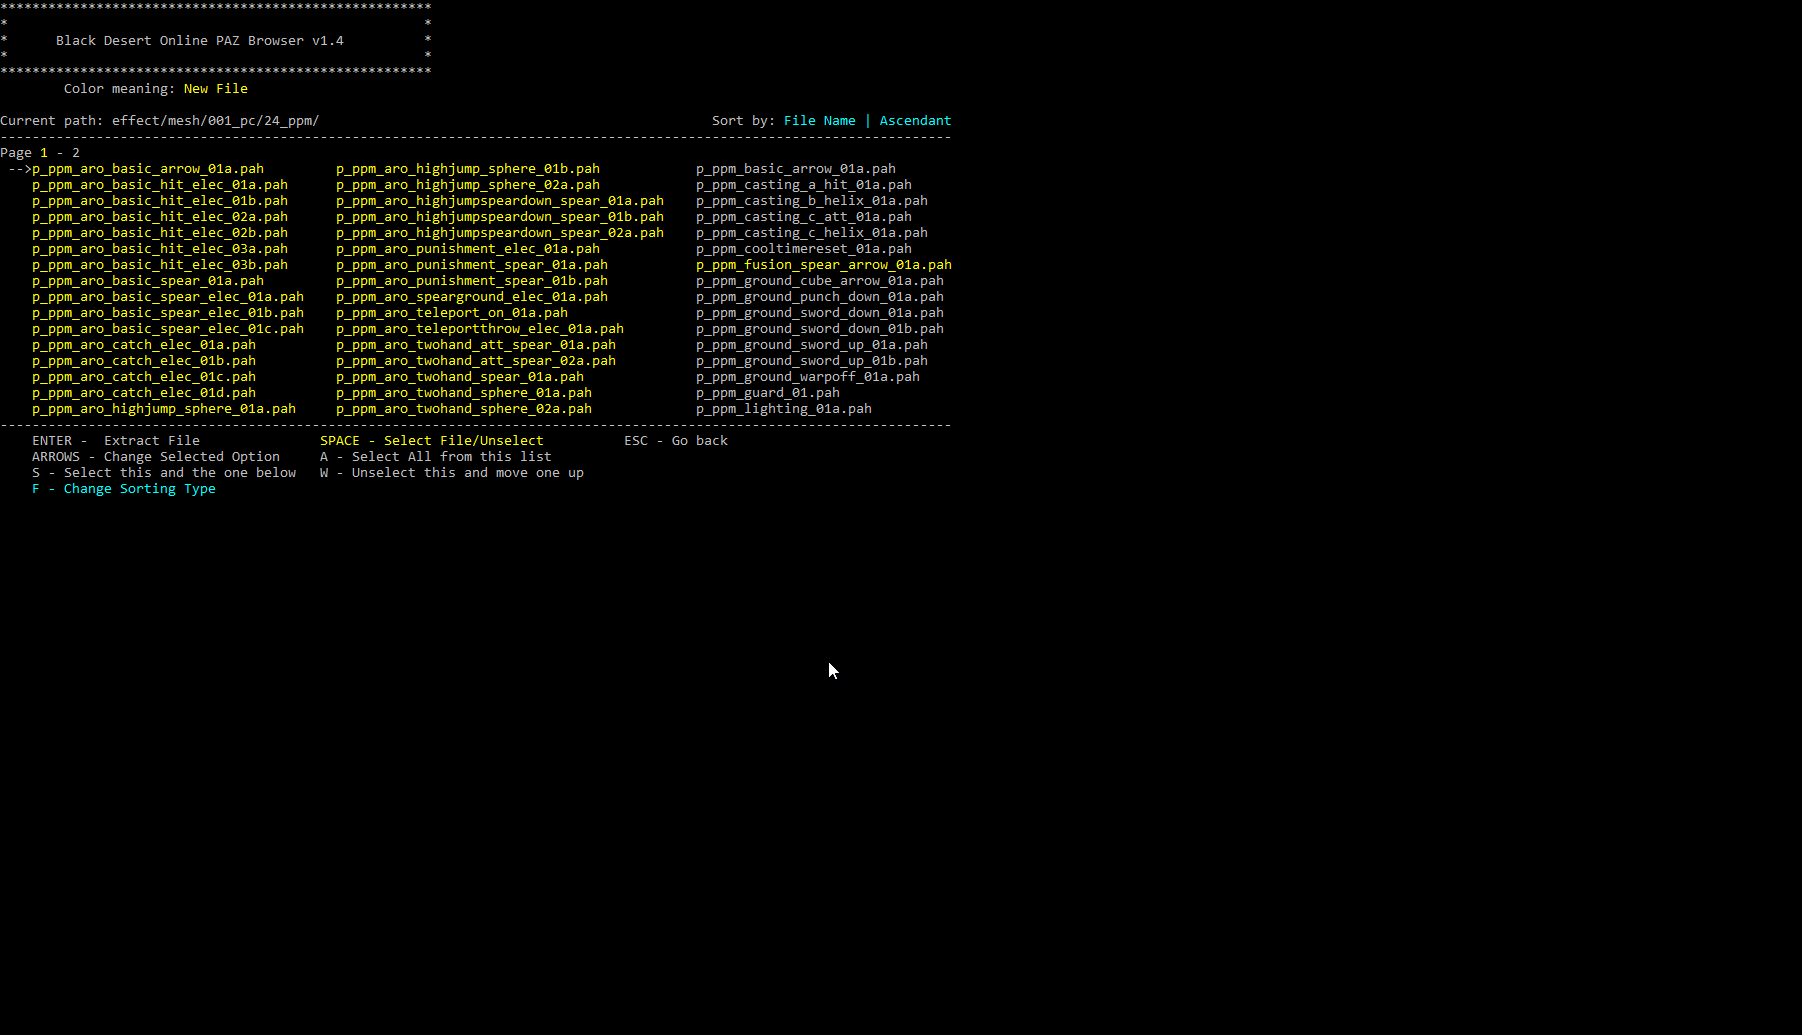 ******************************************************
* *
* Black Desert Online PAZ Browser v1.4 *
* *
******************************************************
Color meaning: New File
Current path: effect/mesh/001_pc/24_ppm/ Sort by: File Name | Ascendant
-----------------------------------------------------------------------------------------------------------------------
Page 1 - 2
-->p_ppm_aro_basic_arrow_01a.pah p_ppm_aro_highjump_sphere_01b.pah p_ppm_basic_arrow_01a.pah
p_ppm_aro_basic_hit_elec_01a.pah p_ppm_aro_highjump_sphere_02a.pah p_ppm_casting_a_hit_01a.pah
p_ppm_aro_basic_hit_elec_01b.pah p_ppm_aro_highjumpspeardown_spear_01a.pah p_ppm_casting_b_helix_01a.pah
p_ppm_aro_basic_hit_elec_02a.pah p_ppm_aro_highjumpspeardown_spear_01b.pah p_ppm_casting_c_att_01a.pah
p_ppm_aro_basic_hit_elec_02b.pah p_ppm_aro_highjumpspeardown_spear_02a.pah p_ppm_casting_c_helix_01a.pah
p_ppm_aro_basic_hit_elec_03a.pah p_ppm_aro_punishment_elec_01a.pah p_ppm_cooltimereset_01a.pah
p_ppm_aro_basic_hit_elec_03b.pah p_ppm_aro_punishment_spear_01a.pah p_ppm_fusion_spear_arrow_01a.pah
p_ppm_aro_basic_spear_01a.pah p_ppm_aro_punishment_spear_01b.pah p_ppm_ground_cube_arrow_01a.pah
p_ppm_aro_basic_spear_elec_01a.pah p_ppm_aro_spearground_elec_01a.pah p_ppm_ground_punch_down_01a.pah
p_ppm_aro_basic_spear_elec_01b.pah p_ppm_aro_teleport_on_01a.pah p_ppm_ground_sword_down_01a.pah
p_ppm_aro_basic_spear_elec_01c.pah p_ppm_aro_teleportthrow_elec_01a.pah p_ppm_ground_sword_down_01b.pah
p_ppm_aro_catch_elec_01a.pah p_ppm_aro_twohand_att_spear_01a.pah p_ppm_ground_sword_up_01a.pah
p_ppm_aro_catch_elec_01b.pah p_ppm_aro_twohand_att_spear_02a.pah p_ppm_ground_sword_up_01b.pah
p_ppm_aro_catch_elec_01c.pah p_ppm_aro_twohand_spear_01a.pah p_ppm_ground_warpoff_01a.pah
p_ppm_aro_catch_elec_01d.pah p_ppm_aro_twohand_sphere_01a.pah p_ppm_guard_01.pah
p_ppm_aro_highjump_sphere_01a.pah p_ppm_aro_twohand_sphere_02a.pah p_ppm_lighting_01a.pah
-----------------------------------------------------------------------------------------------------------------------
ENTER - Extract File SPACE - Select File/Unselect ESC - Go back
ARROWS - Change Selected Option A - Select All from this list
S - Select this and the one below W - Unselect this and move one up
F - Change Sorting Type